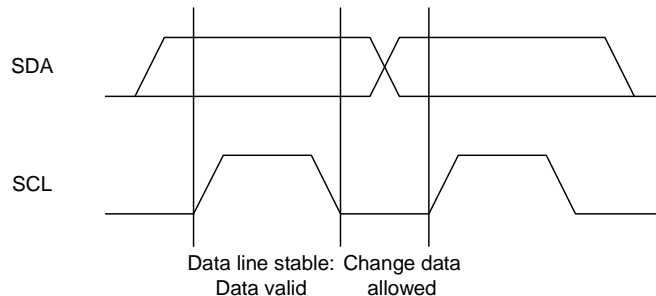 SDA
SCL
Data line stable: Change data
Data valid allowed